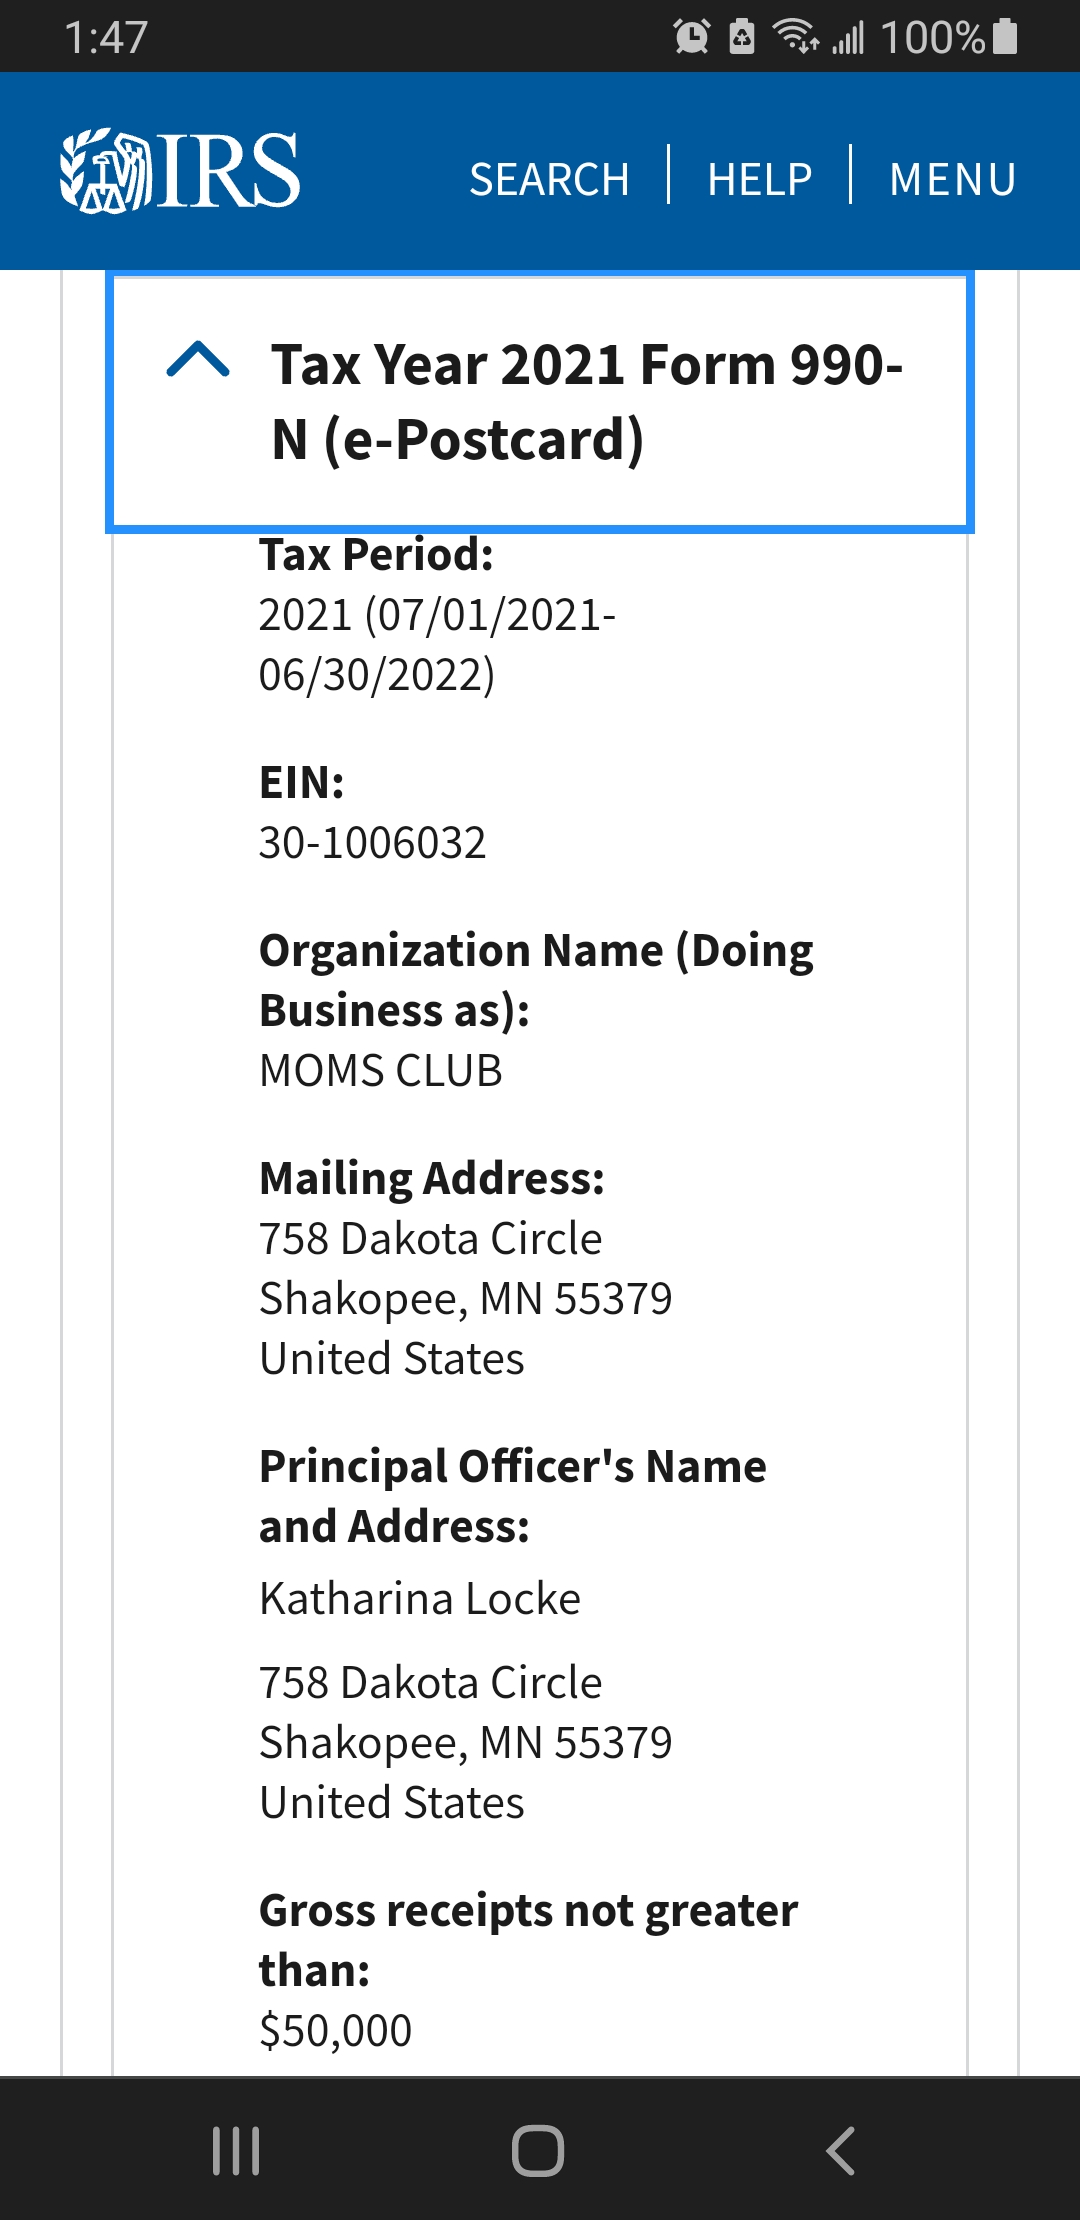 1:47 100%
IRS SEARCH HELP MENU
Tax Year 2021 Form 990-
N (e-Postcard)
Tax Period:
2021 (07/01/2021-
06/30/2022)
EIN:
30-1006032
Organization Name (Doing
Business as):
MOMS CLUB
Mailing Address:
758 Dakota Circle
Shakopee, MN 55379
United States
Principal Officer's Name
and Address:
Katharina Locke
758 Dakota Circle
Shakopee, MN 55379
United States
Gross receipts not greater
than:
$50,000